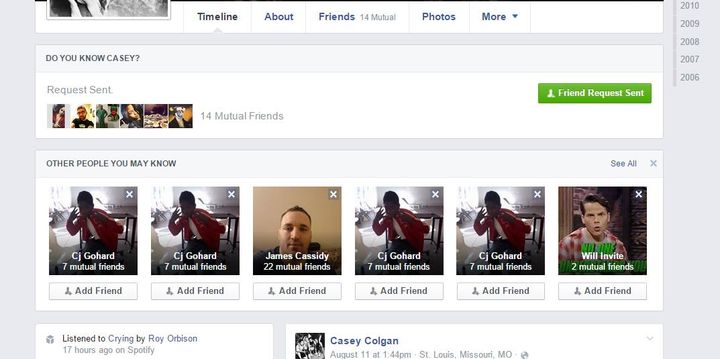 Timeline About Friends 14 Mutual Photos More
2010
2009
2008
2007
2006
DO YOU KNOW CASEY?
Request Sent.
Friend Request Sent
14 Mutual Friends
OTHER PEOPLE YOU MAY KNOW See All
Cj Gohard
7 mutual friends
Add Friend
Cj Gohard
7 mutual friends
Add Friend
James Cassidy
22 mutual friends
Add Friend
Cj Gohard
7 mutual friends
Add Friend
Cj Gohard
7 mutual friends
Add Friend
Will Invite
2 mutual friends
Add Friend
Listened to Crying by Roy Orbison
17 hours ago on Spotify
Casey Colgan
August 11 at 1:44pm · St. Louis, Missouri, MO ·